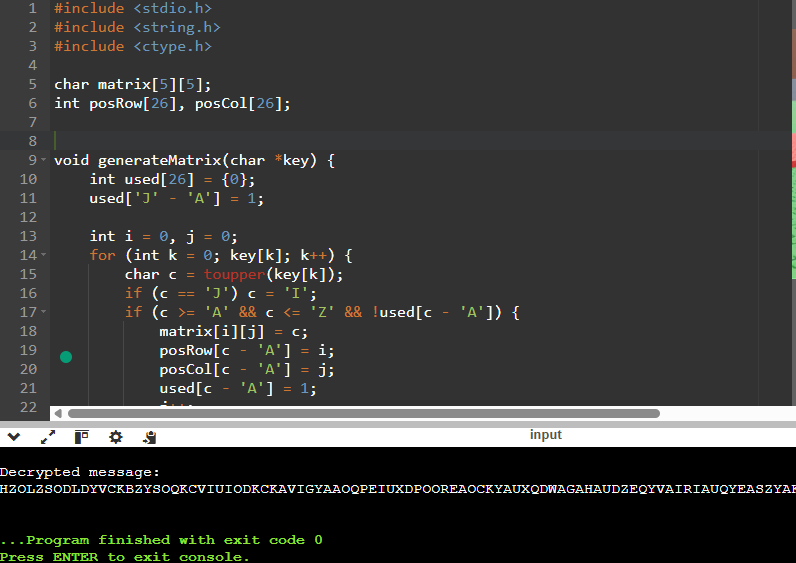 1 #include <stdio.h>
2 #include <string.h>
3 #include <ctype.h>
4
5 char matrix[5][5];
6 int posRow[26], posCol[26];
7
8
9 void generateMatrix(char *key) {
10     int used[26] = {0};
11     used['J' - 'A'] = 1;
12
13     int i = 0, j = 0;
14     for (int k = 0; key[k]; k++) {
15         char c = toupper(key[k]);
16         if (c == 'J') c = 'I';
17         if (c >= 'A' && c <= 'Z' && !used[c - 'A']) {
18             matrix[i][j] = c;
19             posRow[c - 'A'] = i;
20             posCol[c - 'A'] = j;
21             used[c - 'A'] = 1;
22
input
Decrypted message:
HZOLZSODLDYVCKBZYSOQKCVIUIODKCKAVIGYAAOQPEIUXDPOOREAOCKYAUXQDWAGAHAUDZEQYVAIRIAUQYEASZYA
...Program finished with exit code 0
Press ENTER to exit console.